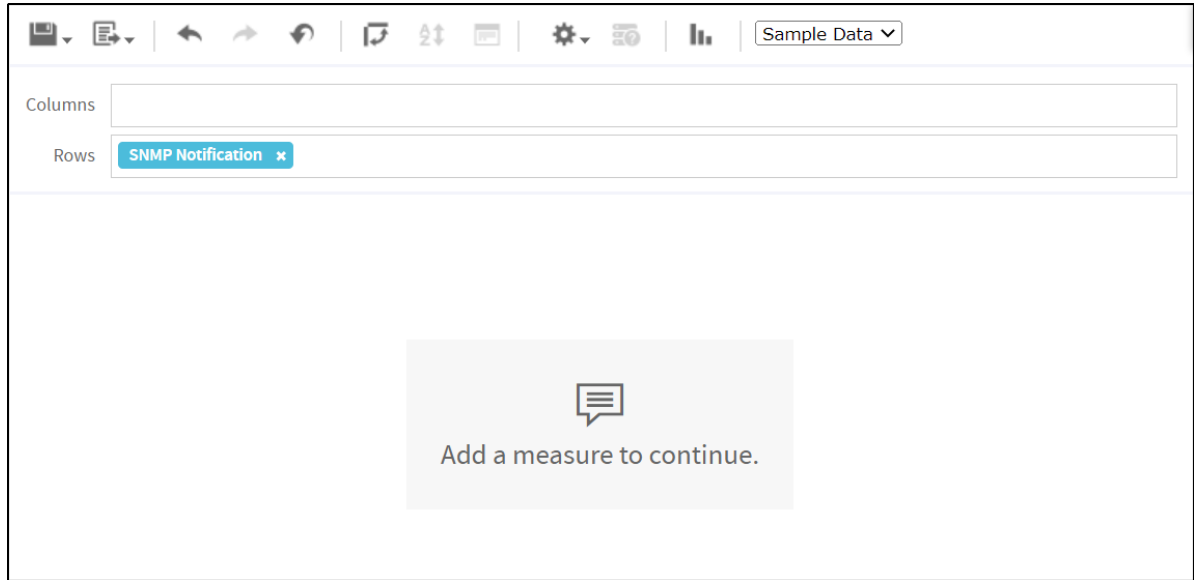 Sample Data
Columns
Rows SNMP Notification ×
Add a measure to continue.